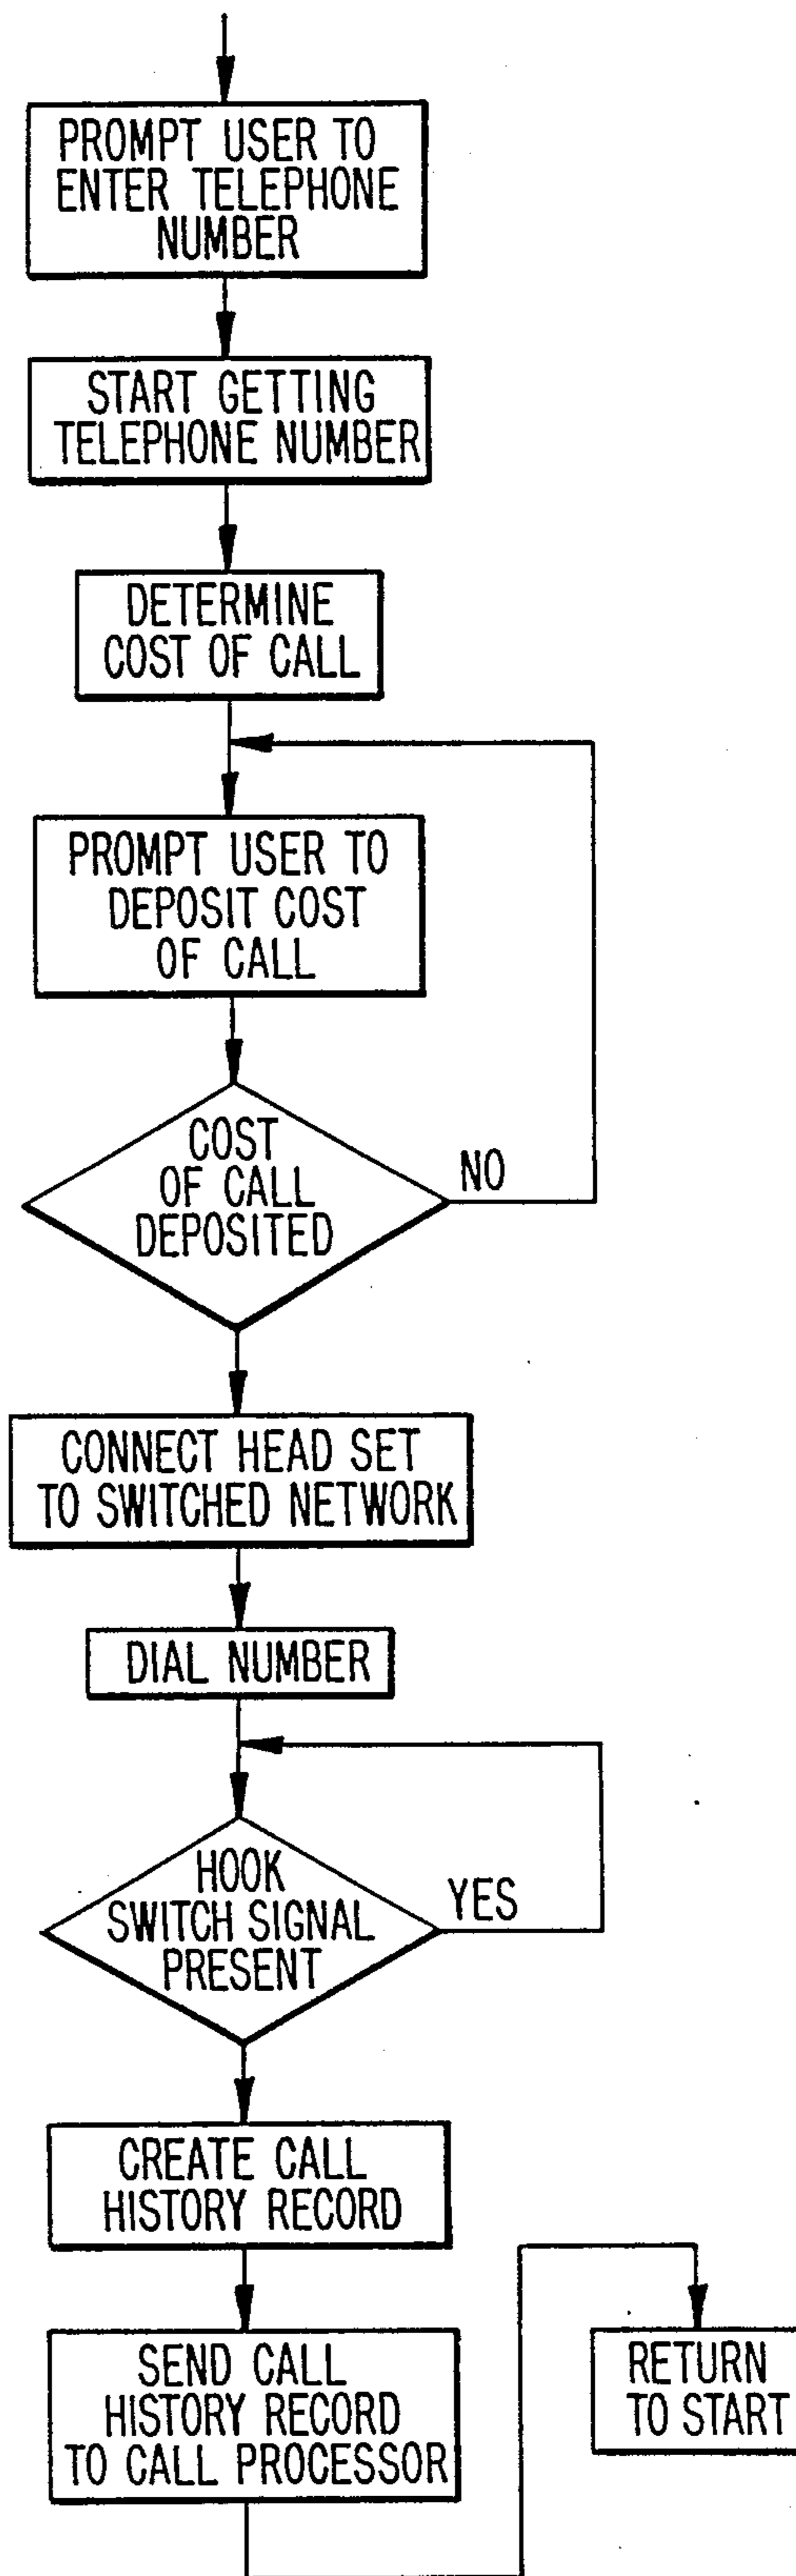 PROMPT USER TO
ENTER TELEPHONE
NUMBER
START GETTING
TELEPHONE NUMBER
DETERMINE
COST OF CALL
PROMPT USER TO
DEPOSIT COST
OF CALL
COST
OF CALL
DEPOSITED
NO
CONNECT HEAD SET
TO SWITCHED NETWORK
DIAL NUMBER
HOOK
SWITCH SIGNAL
PRESENT
YES
CREATE CALL
HISTORY RECORD
SEND CALL
HISTORY RECORD
TO CALL PROCESSOR
RETURN
TO START